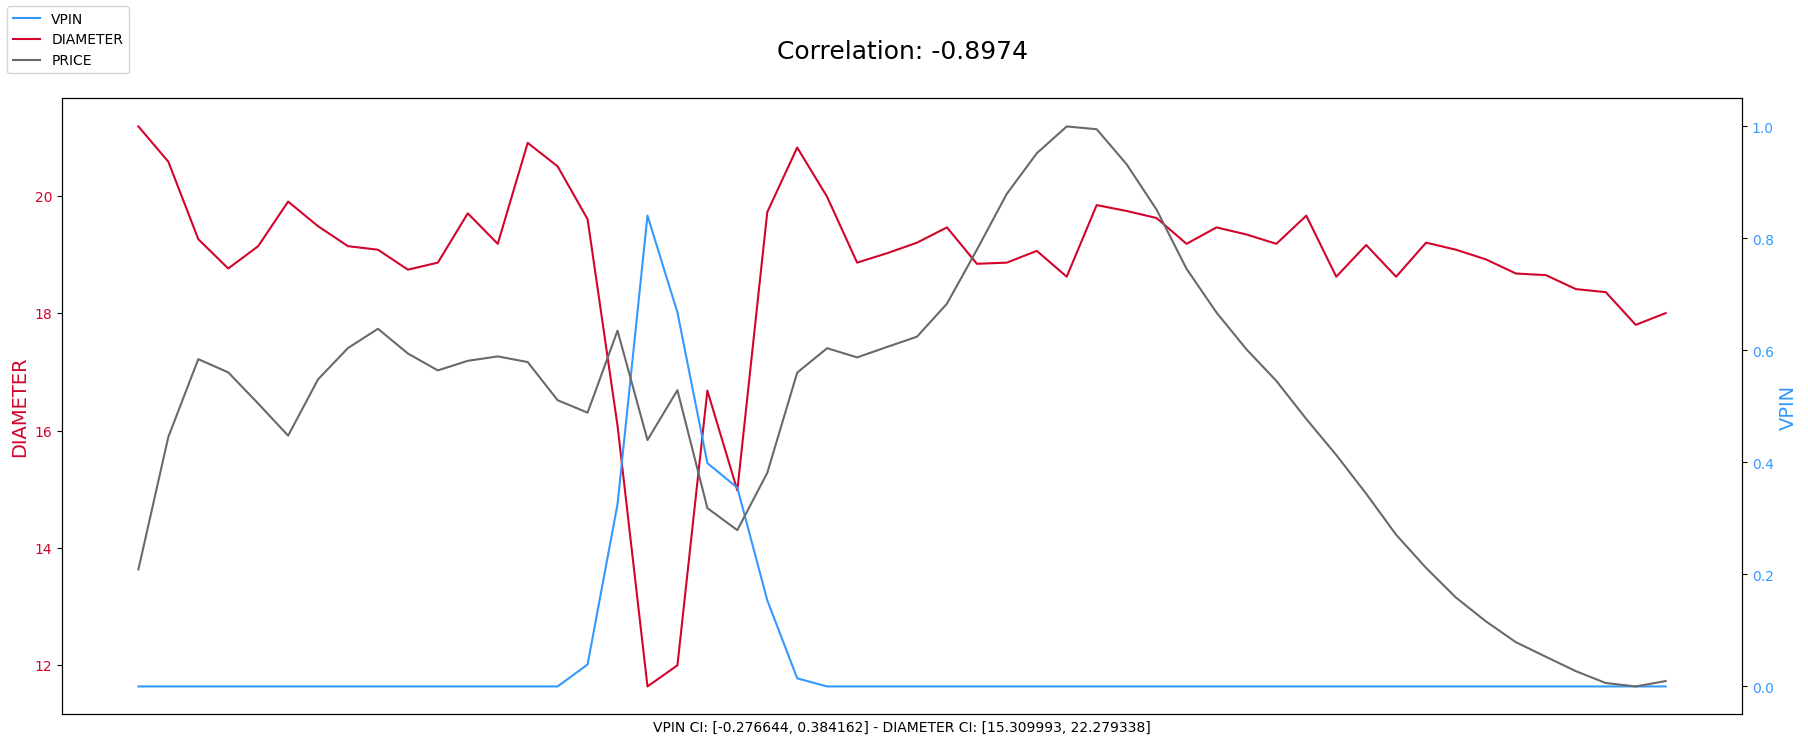 VPIN
DIAMETER
PRICE
Correlation: -0.8974
DIAMETER
20
18
16
14
12
1.0
0.8
0.6
0.4
0.2
0.0
VPIN
VPIN CI: [-0.276644, 0.384162] - DIAMETER CI: [15.309993, 22.279338]